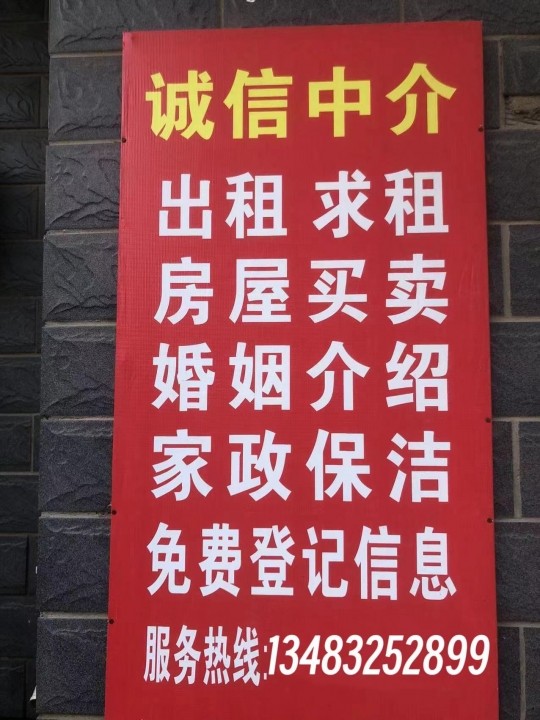 诚信中介
出租 求租
房屋买卖
婚姻介绍
家政保洁
免费登记信息
服务热线:13483252899